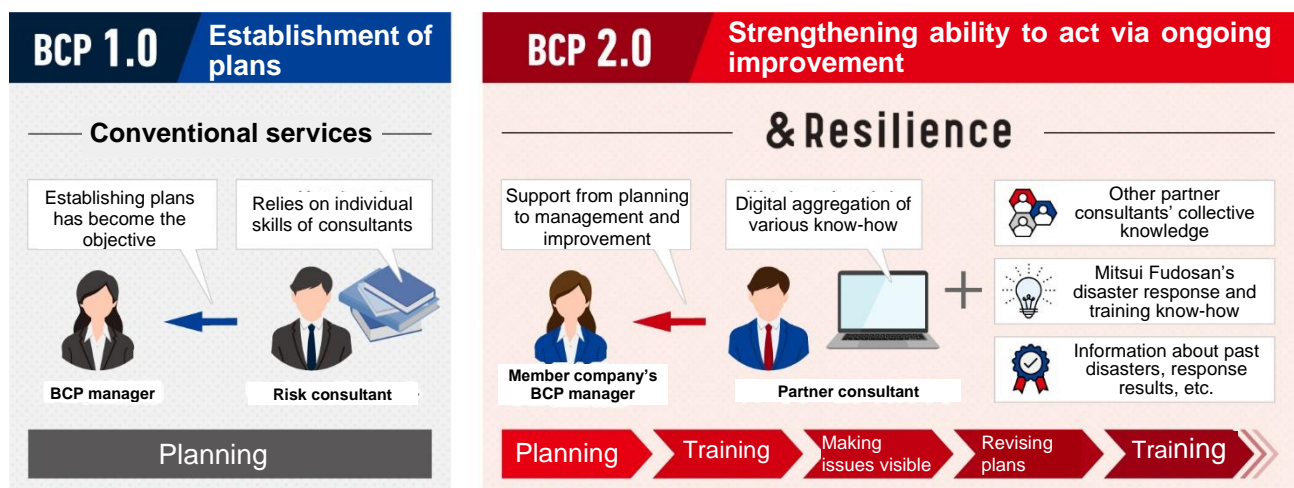 BCP 1.0
Establishment of
plans
Conventional services
Establishing plans
has become the
objective
Relies on individual
skills of consultants
BCP manager
Risk consultant
Planning
BCP 2.0
Strengthening ability to act via ongoing
improvement
& Resilience
Support from planning
to management and
improvement
Digital aggregation of
various know-how
Member company's
BCP manager
Partner consultant
Other partner
consultants' collective
knowledge
Mitsui Fudosan's
disaster response and
training know-how
Information about past
disasters, response
results, etc.
Planning
Training
Making
issues visible
Revising
plans
Training